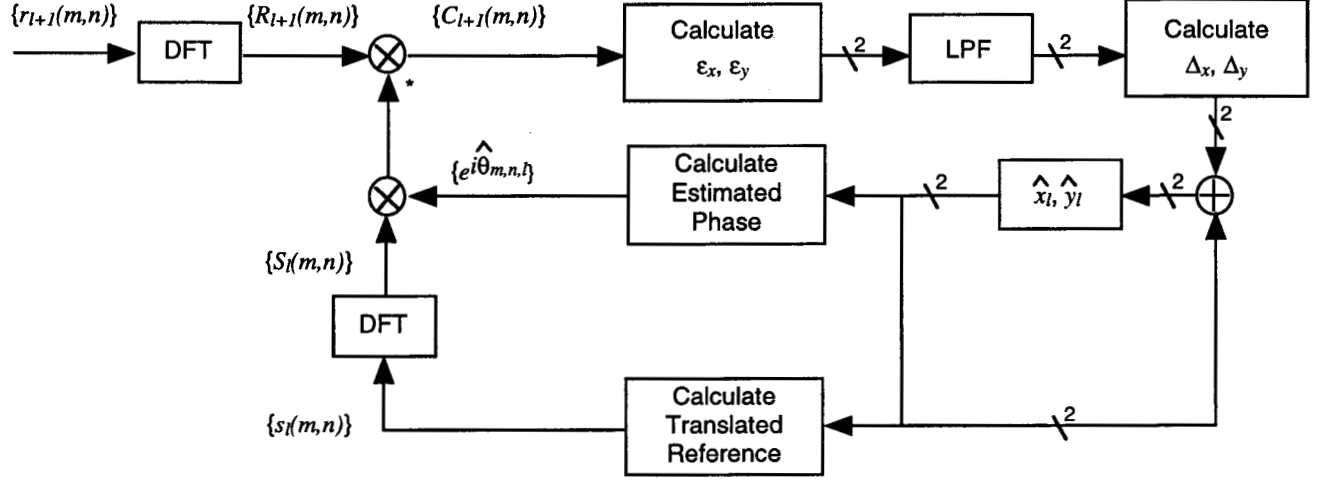 {r_{l+1}(m,n)}
DFT
{R_{l+1}(m,n)}
{C_{l+1}(m,n)}
*
Calculate
ε_x, ε_y
2
LPF
2
Calculate
Δ_x, Δ_y
2
{e^{iθ̂_{m,n,l}}}
Calculate
Estimated
Phase
2
x̂_l, ŷ_l
2
{S_l(m,n)}
DFT
{s_l(m,n)}
Calculate
Translated
Reference
2